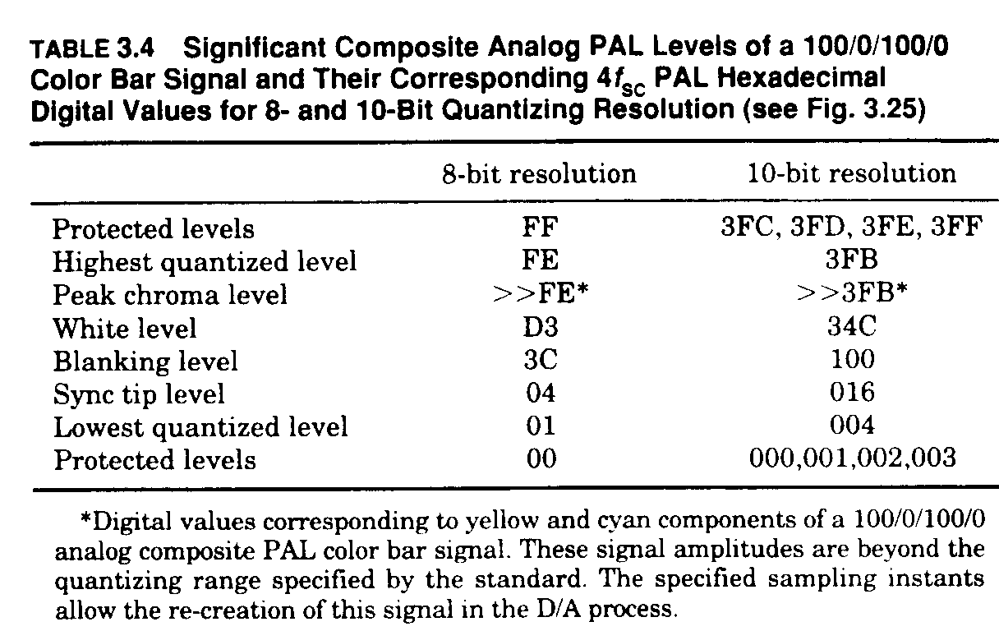 TABLE 3.4 Significant Composite Analog PAL Levels of a 100/0/100/0
Color Bar Signal and Their Corresponding 4fsc PAL Hexadecimal
Digital Values for 8- and 10-Bit Quantizing Resolution (see Fig. 3.25)
8-bit resolution 10-bit resolution
Protected levels FF 3FC, 3FD, 3FE, 3FF
Highest quantized level FE 3FB
Peak chroma level >>FE* >>3FB*
White level D3 34C
Blanking level 3C 100
Sync tip level 04 016
Lowest quantized level 01 004
Protected levels 00 000,001,002,003
*Digital values corresponding to yellow and cyan components of a 100/0/100/0
analog composite PAL color bar signal. These signal amplitudes are beyond the
quantizing range specified by the standard. The specified sampling instants
allow the re-creation of this signal in the D/A process.